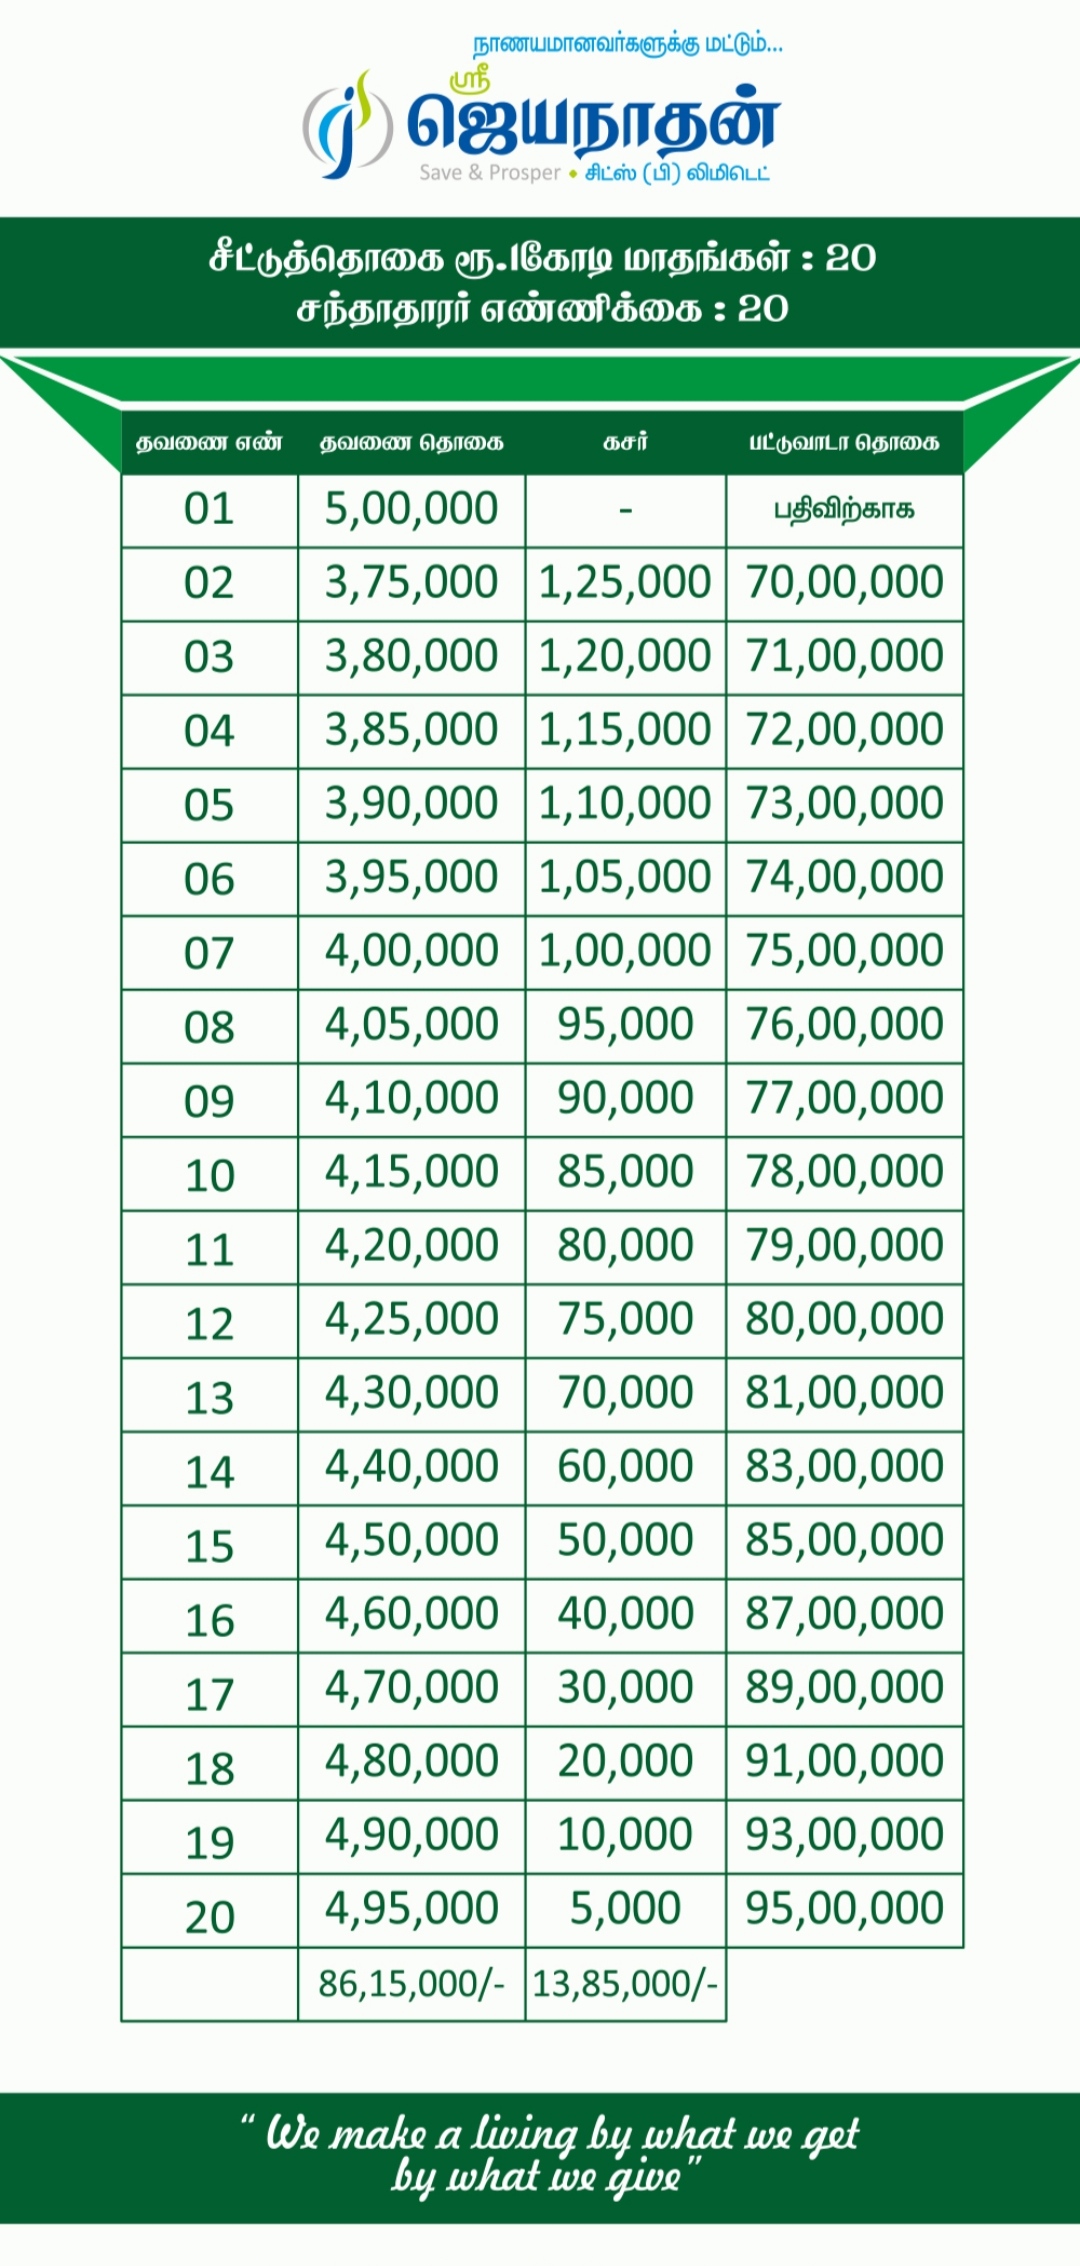 நாணயமானவர்களுக்கு மட்டும்...
ஸ்ரீ
ஜெயநாதன்
Save & Prosper • சிட்ஸ் (பி) லிமிடெட்
சீட்டுத்தொகை ரூ.1கோடி மாதங்கள் : 20
சந்தாதாரர் எண்ணிக்கை : 20
தவணை எண் தவணை தொகை கசர் பட்டுவாடா தொகை
01 5,00,000 - பதிவிற்காக
02 3,75,000 1,25,000 70,00,000
03 3,80,000 1,20,000 71,00,000
04 3,85,000 1,15,000 72,00,000
05 3,90,000 1,10,000 73,00,000
06 3,95,000 1,05,000 74,00,000
07 4,00,000 1,00,000 75,00,000
08 4,05,000 95,000 76,00,000
09 4,10,000 90,000 77,00,000
10 4,15,000 85,000 78,00,000
11 4,20,000 80,000 79,00,000
12 4,25,000 75,000 80,00,000
13 4,30,000 70,000 81,00,000
14 4,40,000 60,000 83,00,000
15 4,50,000 50,000 85,00,000
16 4,60,000 40,000 87,00,000
17 4,70,000 30,000 89,00,000
18 4,80,000 20,000 91,00,000
19 4,90,000 10,000 93,00,000
20 4,95,000 5,000 95,00,000
86,15,000/- 13,85,000/-
“ We make a living by what we get
by what we give”